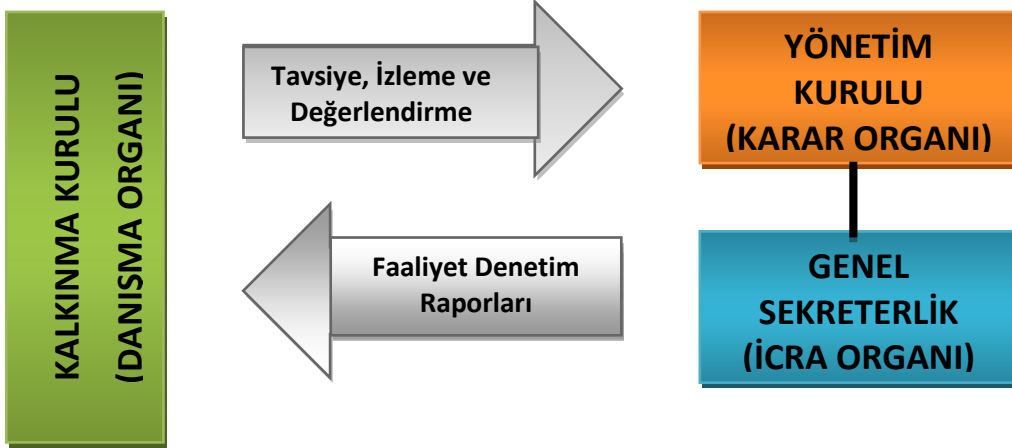 KALKINMA KURULU
(DANISMA ORGANI)
Tavsiye, İzleme ve
Değerlendirme
Faaliyet Denetim
Raporları
YÖNETİM
KURULU
(KARAR ORGANI)
GENEL
SEKRETERLİK
(İCRA ORGANI)